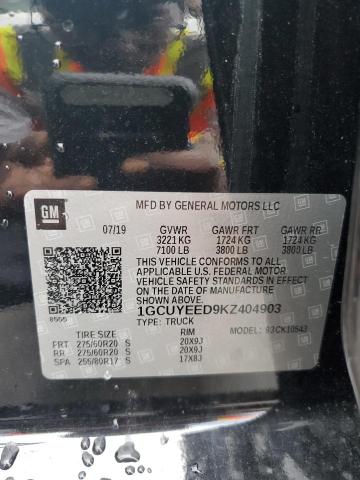 GM
MFD BY GENERAL MOTORS LLC
07/19 GVWR GAWR FRT GAWR RR
3221 KG 1724 KG 1724 KG
7100 LB 3800 LB 3800 LB
THIS VEHICLE CONFORMS TO ALL
APPLICABLE U.S. FEDERAL MOTOR
VEHICLE SAFETY STANDARDS IN
EFFECT ON THE DATE OF
MANUFACTURE SHOWN ABOVE.
1GCUYEED9KZ404903
TYPE: TRUCK
MODEL: 93CK10543
TIRE SIZE RIM
FRT 275/60R20 S 20X9J
RR 275/60R20 S 20X9J
SPA 255/80R17 S 17X8J